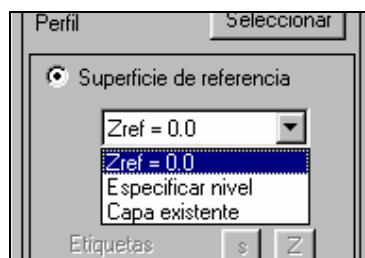 Perfil Seleccionar
Superficie de referencia
Zref = 0.0
Zref = 0.0
Especificar nivel
Capa existente
Etiquetas s Z